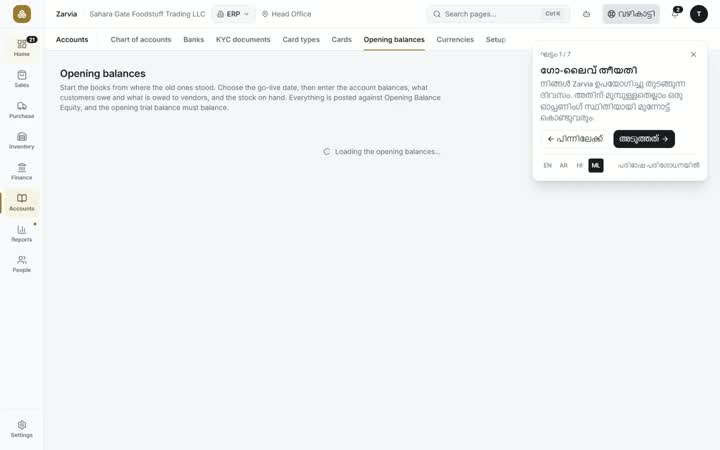 Zarvia
Sahara Gate Foodstuff Trading LLC
ERP
Head Office
Search pages...
Ctrl K
വഴികാട്ടി
2
T
21
Home
Sales
Purchase
Inventory
Finance
Accounts
Reports
People
Settings
Accounts
Chart of accounts
Banks
KYC documents
Card types
Cards
Opening balances
Currencies
Setup
Opening balances
Start the books from where the old ones stood. Choose the go-live date, then enter the account balances, what
customers owe and what is owed to vendors, and the stock on hand. Everything is posted against Opening Balance
Equity, and the opening trial balance must balance.
Loading the opening balances...
ഘട്ടം 1 / 7
ഗോ-ലൈവ് തീയതി
നിങ്ങൾ Zarvia ഉപയോഗിച്ചു തുടങ്ങുന്ന
ദിവസം. അതിന് മുമ്പുള്ളതെല്ലാം ഒരു
ഓപ്പണിംഗ് സ്ഥിതിയായി മുന്നോട്ട്
കൊണ്ടുവരും.
← പിന്നിലേക്ക്
അടുത്തത് →
EN AR HI ML
പരിഭാഷ പരിശോധനയിൽ